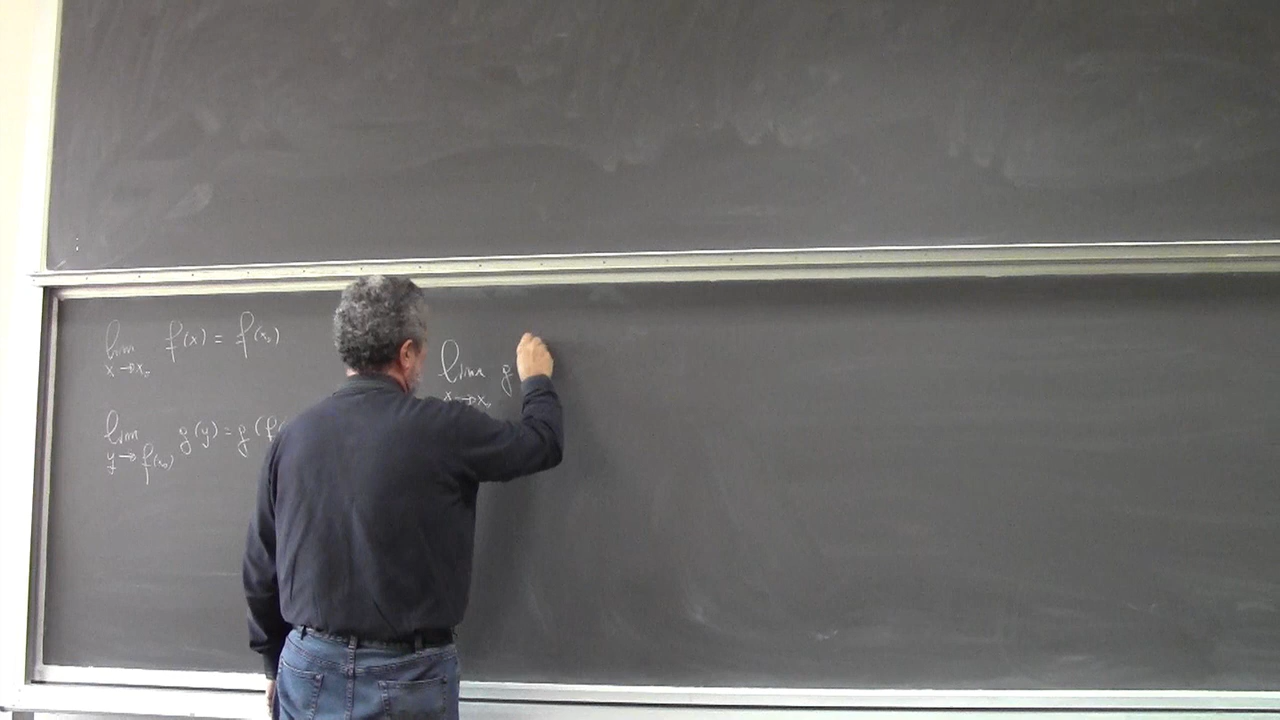 lim f(x) = f(x₀)
x → x₀
lim g(y) = g(f(
y → f(x₀)
lim g
x → x₀